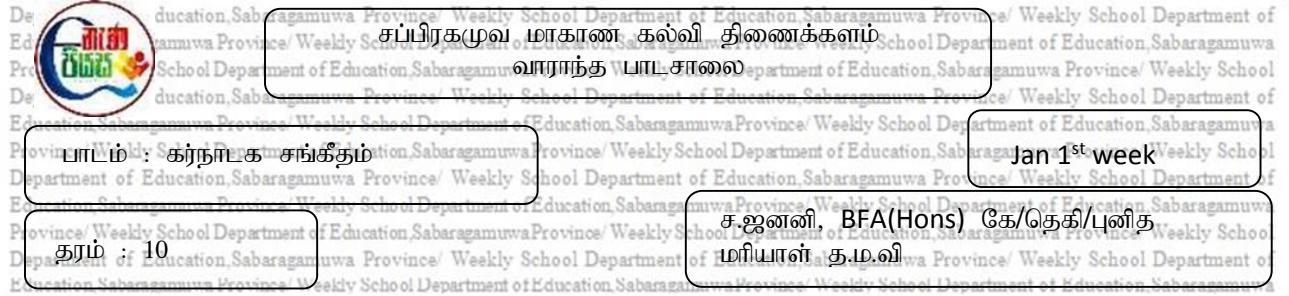 சப்பிரகமுவ மாகாண கல்வி திணைக்களம்
வாராந்த பாடசாலை
பாடம் : கர்நாடக சங்கீதம்
Jan 1st week
தரம் : 10
ச.ஜனனி, BFA(Hons) கே/தெகி/புனித
மரியாள் த.ம.வி